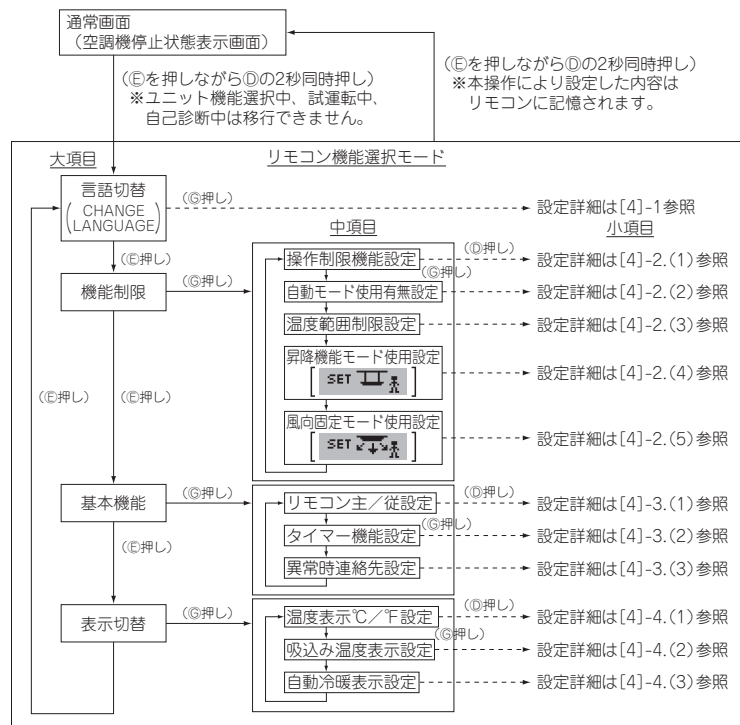 通常画面
（空調機停止状態表示画面）
（Ⓔを押しながらⒹの2秒同時押し）
※ユニット機能選択中、試運転中、
自己診断中は移行できません。
（Ⓔを押しながらⒹの2秒同時押し）
※本操作により設定した内容は
リモコンに記憶されます。
大項目
リモコン機能選択モード
言語切替
（CHANGE
LANGUAGE）
（Ⓖ押し）
設定詳細は[4]-1参照
中項目
小項目
（Ⓔ押し）
機能制限
（Ⓖ押し）
操作制限機能設定
（Ⓓ押し）
設定詳細は[4]-2.(1)参照
（Ⓖ押し）
自動モード使用有無設定
設定詳細は[4]-2.(2)参照
温度範囲制限設定
設定詳細は[4]-2.(3)参照
昇降機能モード使用設定
SET
設定詳細は[4]-2.(4)参照
（Ⓔ押し）
（Ⓔ押し）
風向固定モード使用設定
SET
設定詳細は[4]-2.(5)参照
基本機能
（Ⓖ押し）
リモコン主／従設定
（Ⓓ押し）
設定詳細は[4]-3.(1)参照
（Ⓖ押し）
タイマー機能設定
設定詳細は[4]-3.(2)参照
（Ⓔ押し）
異常時連絡先設定
設定詳細は[4]-3.(3)参照
表示切替
（Ⓖ押し）
温度表示℃／℉設定
（Ⓓ押し）
設定詳細は[4]-4.(1)参照
（Ⓖ押し）
吸込み温度表示設定
設定詳細は[4]-4.(2)参照
自動冷暖表示設定
設定詳細は[4]-4.(3)参照